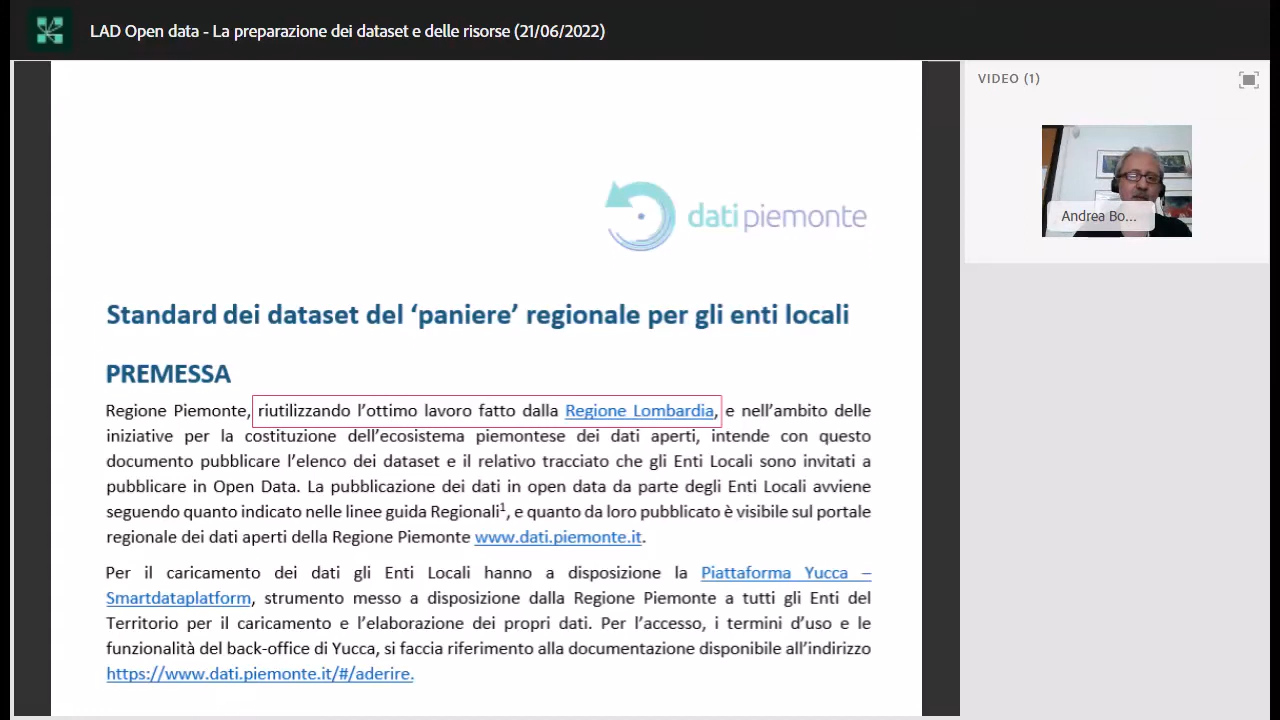 LAD Open data - La preparazione dei dataset e delle risorse (21/06/2022)
VIDEO (1)
Andrea Bo...
dati piemonte
Standard dei dataset del ‘paniere’ regionale per gli enti locali
PREMESSA
Regione Piemonte, riutilizzando l’ottimo lavoro fatto dalla Regione Lombardia, e nell’ambito delle
iniziative per la costituzione dell’ecosistema piemontese dei dati aperti, intende con questo
documento pubblicare l’elenco dei dataset e il relativo tracciato che gli Enti Locali sono invitati a
pubblicare in Open Data. La pubblicazione dei dati in open data da parte degli Enti Locali avviene
seguendo quanto indicato nelle linee guida Regionali¹, e quanto da loro pubblicato è visibile sul portale
regionale dei dati aperti della Regione Piemonte www.dati.piemonte.it.
Per il caricamento dei dati gli Enti Locali hanno a disposizione la Piattaforma Yucca –
Smartdataplatform, strumento messo a disposizione dalla Regione Piemonte a tutti gli Enti del
Territorio per il caricamento e l’elaborazione dei propri dati. Per l’accesso, i termini d’uso e le
funzionalità del back-office di Yucca, si faccia riferimento alla documentazione disponibile all’indirizzo
https://www.dati.piemonte.it/#/aderire.